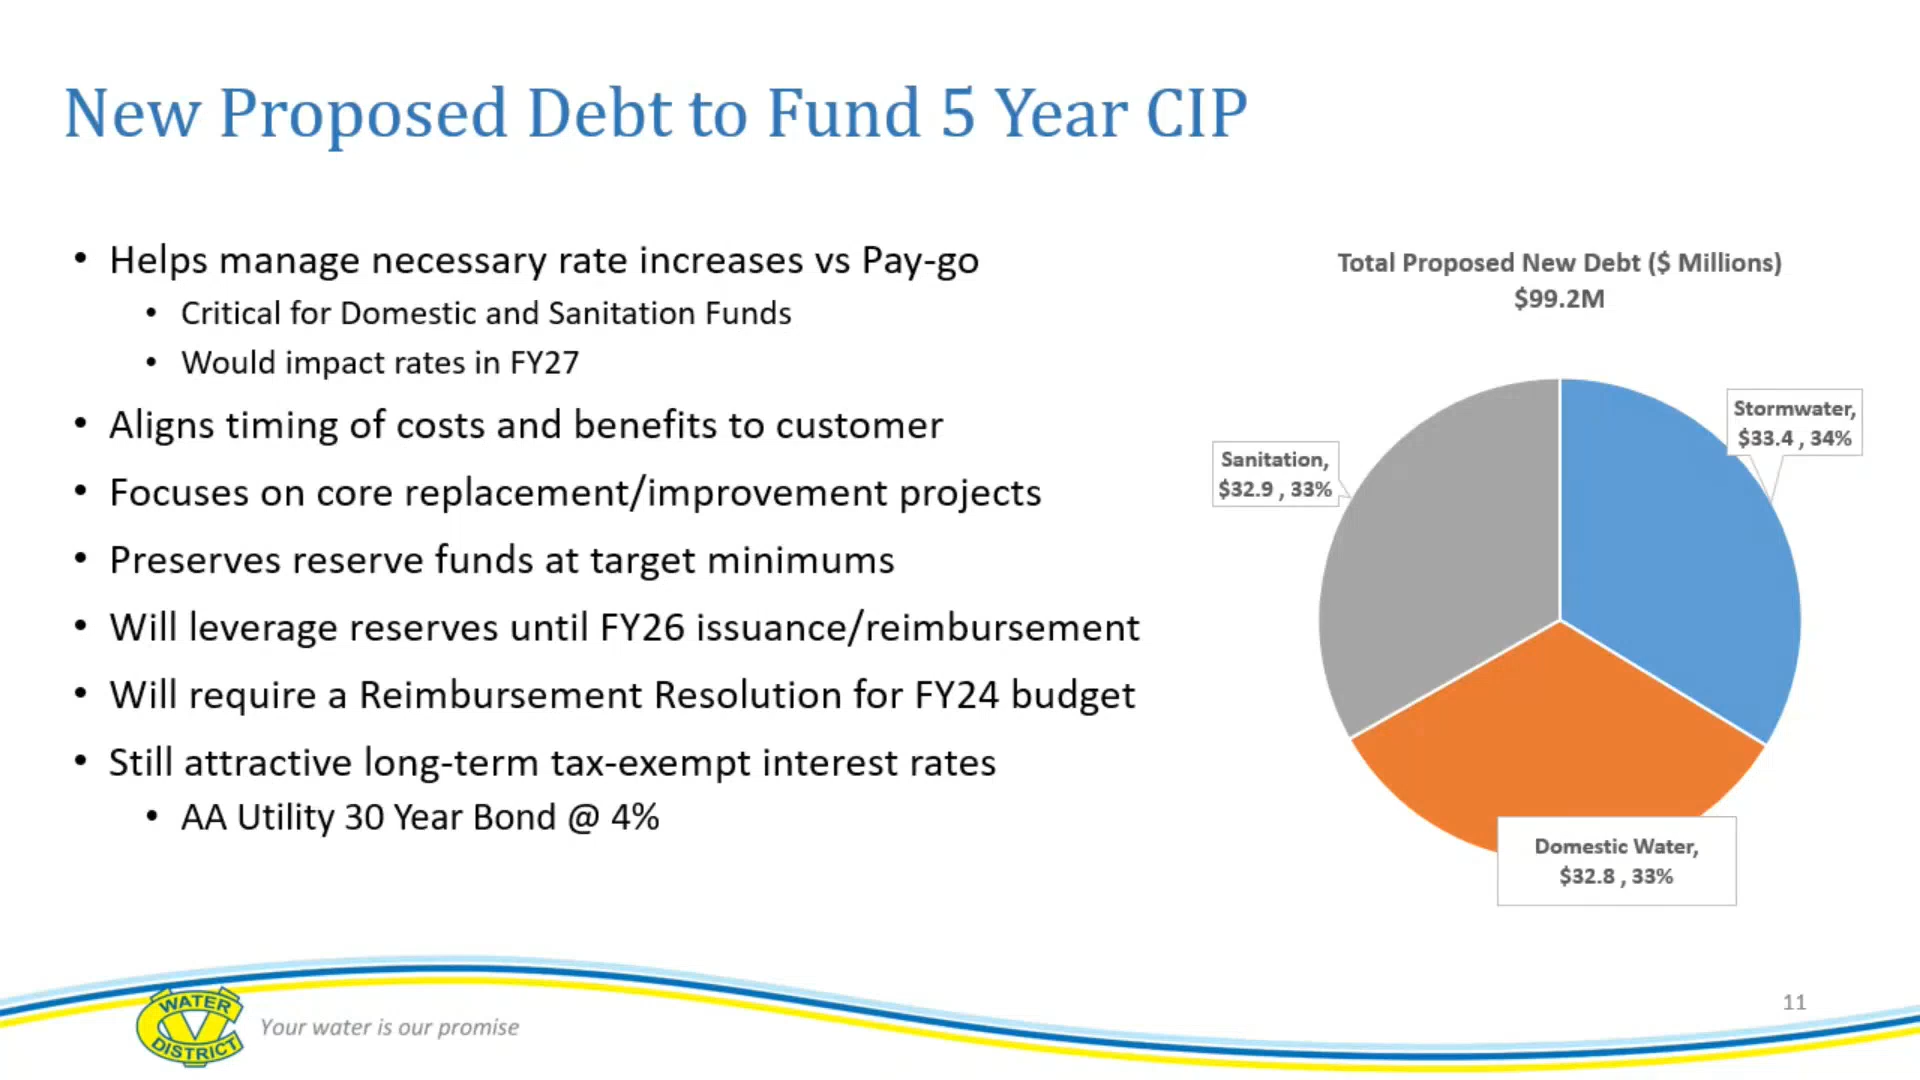 New Proposed Debt to Fund 5 Year CIP
• Helps manage necessary rate increases vs Pay-go
• Critical for Domestic and Sanitation Funds
• Would impact rates in FY27
• Aligns timing of costs and benefits to customer
• Focuses on core replacement/improvement projects
• Preserves reserve funds at target minimums
• Will leverage reserves until FY26 issuance/reimbursement
• Will require a Reimbursement Resolution for FY24 budget
• Still attractive long-term tax-exempt interest rates
• AA Utility 30 Year Bond @ 4%
Total Proposed New Debt ($ Millions)
$99.2M
Stormwater,
$33.4 , 34%
Sanitation,
$32.9 , 33%
Domestic Water,
$32.8 , 33%
WATER
CV
DISTRICT
Your water is our promise
11